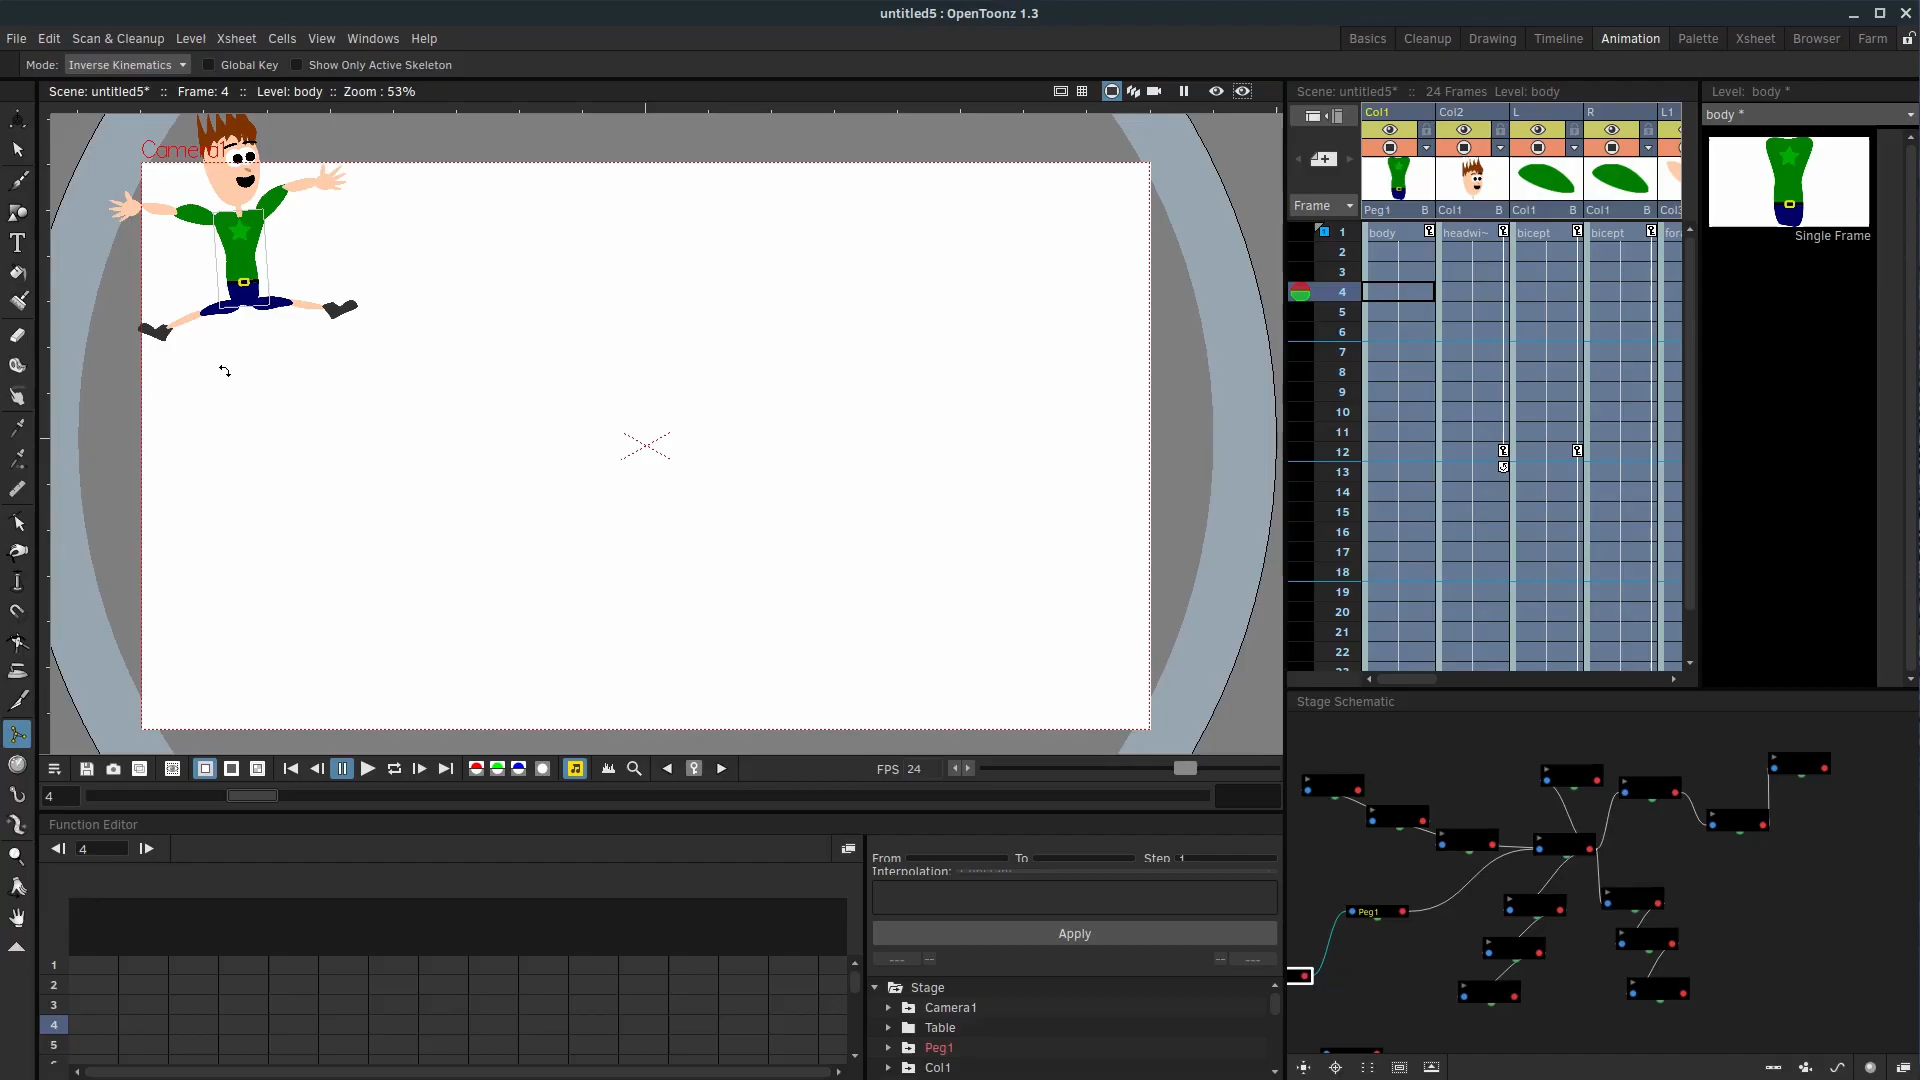 untitled5 : OpenToonz 1.3
File Edit Scan & Cleanup Level Xsheet Cells View Windows Help
Basics Cleanup Drawing Timeline Animation Palette Xsheet Browser Farm
Mode: Inverse Kinematics Global Key Show Only Active Skeleton
Scene: untitled5* :: Frame: 4 :: Level: body :: Zoom : 53%
Scene: untitled5* :: 24 Frames Level: body
Level: body *
Col1 Col2 L R L1
body *
Camera1
Frame
Peg1 B Col1 B Col1 B Col1 B
Single Frame
1 body headwi~ bicept bicept
2
3
4
5
6
7
8
9
10
11
12
13
14
15
16
17
18
19
20
21
22
Stage Schematic
FPS 24
4
Function Editor
4
From To Step 1
Interpolation:
Apply
--- -- -- ---
1
2
3
4
5
Stage
Camera1
Table
Peg1
Col1
Peg1